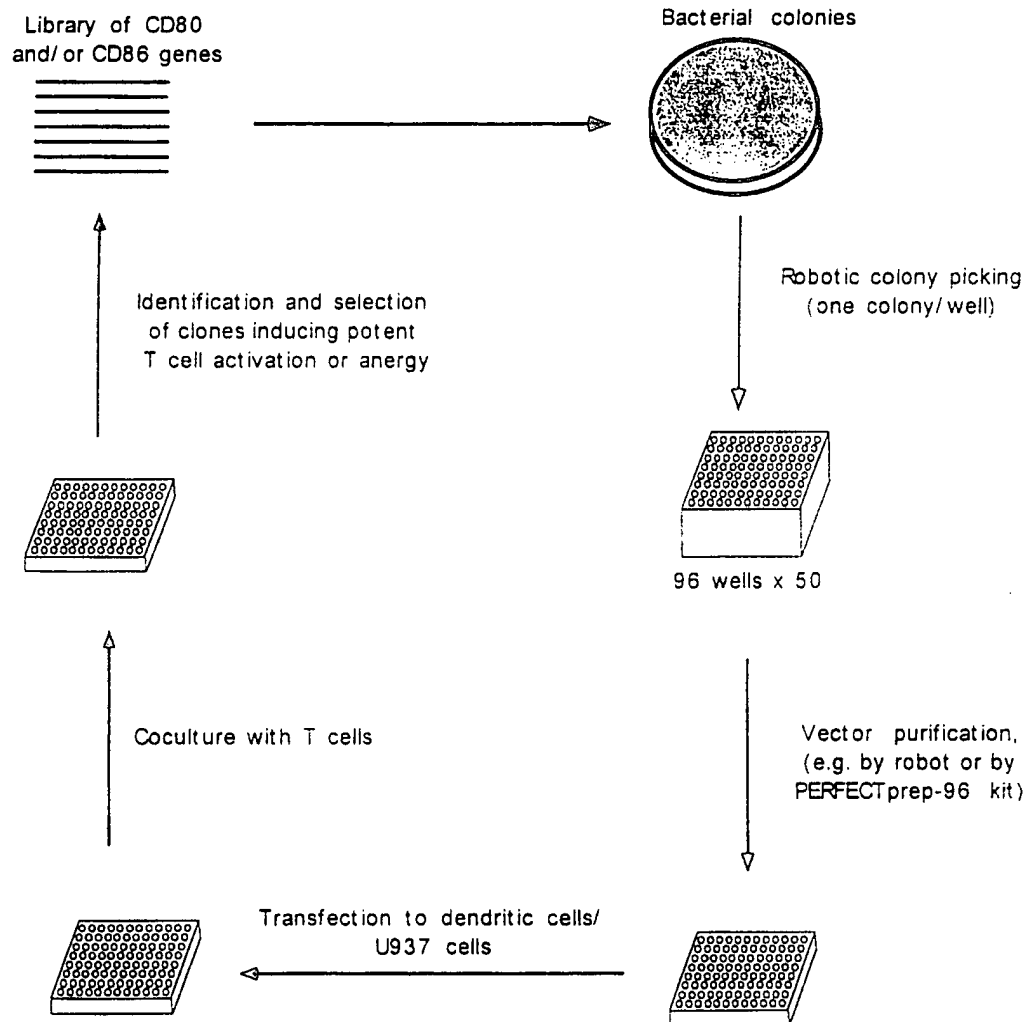 Library of CD80
and/or CD86 genes
Bacterial colonies
Robotic colony picking
(one colony/well)
Identification and selection
of clones inducing potent
T cell activation or anergy
96 wells x 50
Vector purification,
(e.g. by robot or by
PERFECTprep-96 kit)
Coculture with T cells
Transfection to dendritic cells/
U937 cells